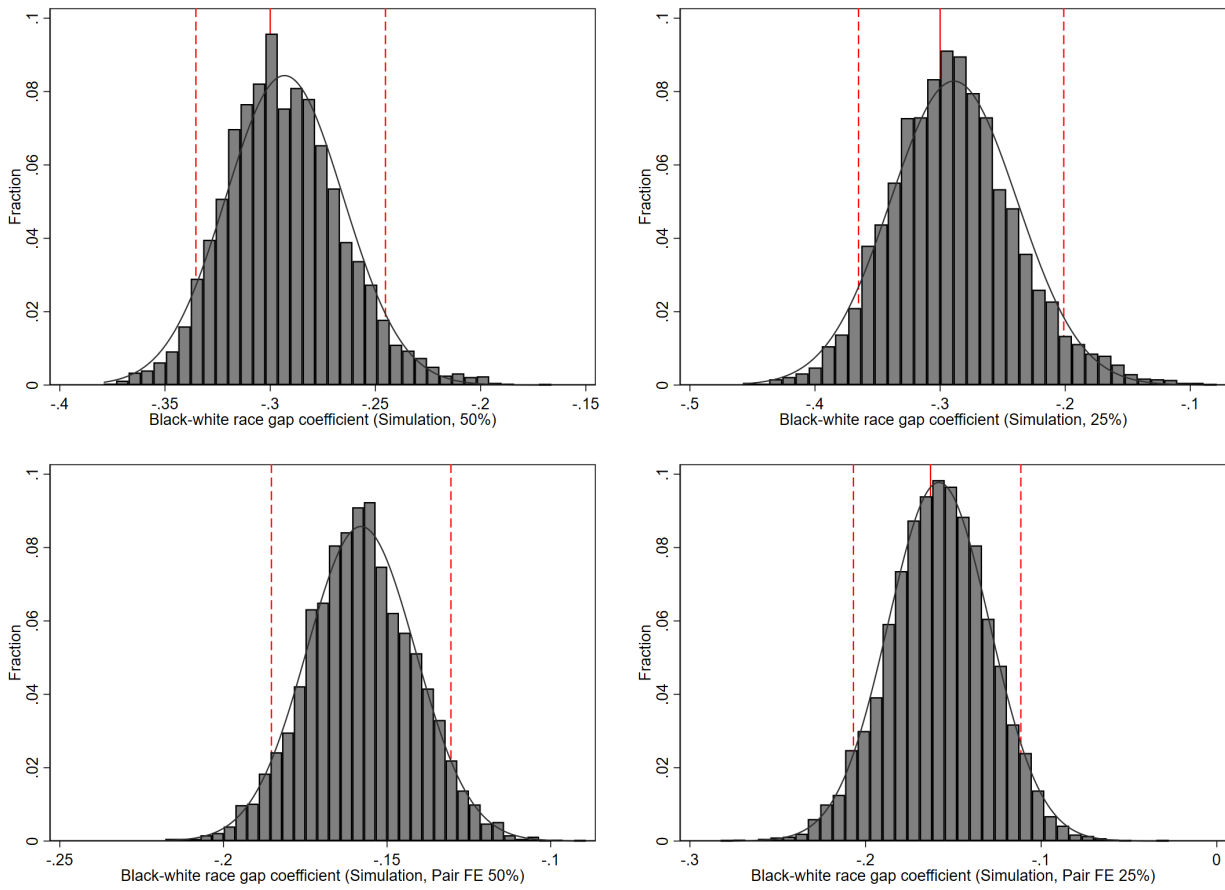 .1
.08
.06
.04
.02
0
Fraction
-.4 -.35 -.3 -.25 -.2 -.15
Black-white race gap coefficient (Simulation, 50%)
.1
.08
.06
.04
.02
0
Fraction
-.5 -.4 -.3 -.2 -.1
Black-white race gap coefficient (Simulation, 25%)
.1
.08
.06
.04
.02
0
Fraction
-.25 -.2 -.15 -.1
Black-white race gap coefficient (Simulation, Pair FE 50%)
.1
.08
.06
.04
.02
0
Fraction
-.3 -.2 -.1 0
Black-white race gap coefficient (Simulation, Pair FE 25%)